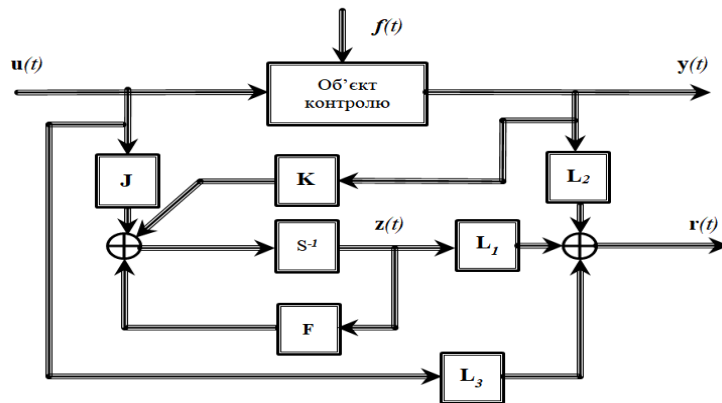 f(t)
u(t)
y(t)
Об’єкт
контролю
J
K
L2
S-1
z(t)
L1
r(t)
F
L3